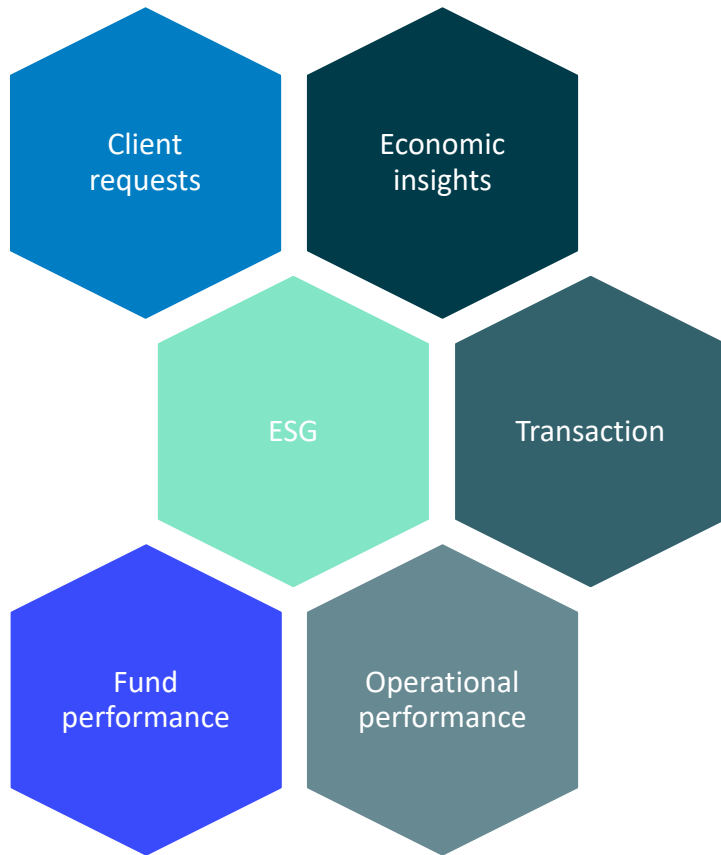 Client
requests
Economic
insights
ESG
Transaction
Fund
performance
Operational
performance